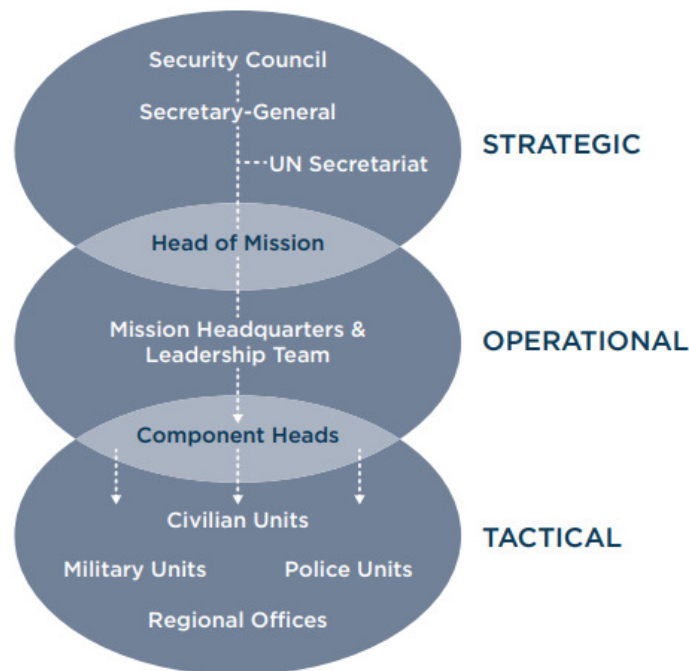 Security Council
Secretary-General
UN Secretariat
STRATEGIC
Head of Mission
Mission Headquarters &
Leadership Team
OPERATIONAL
Component Heads
Civilian Units
TACTICAL
Military Units
Police Units
Regional Offices